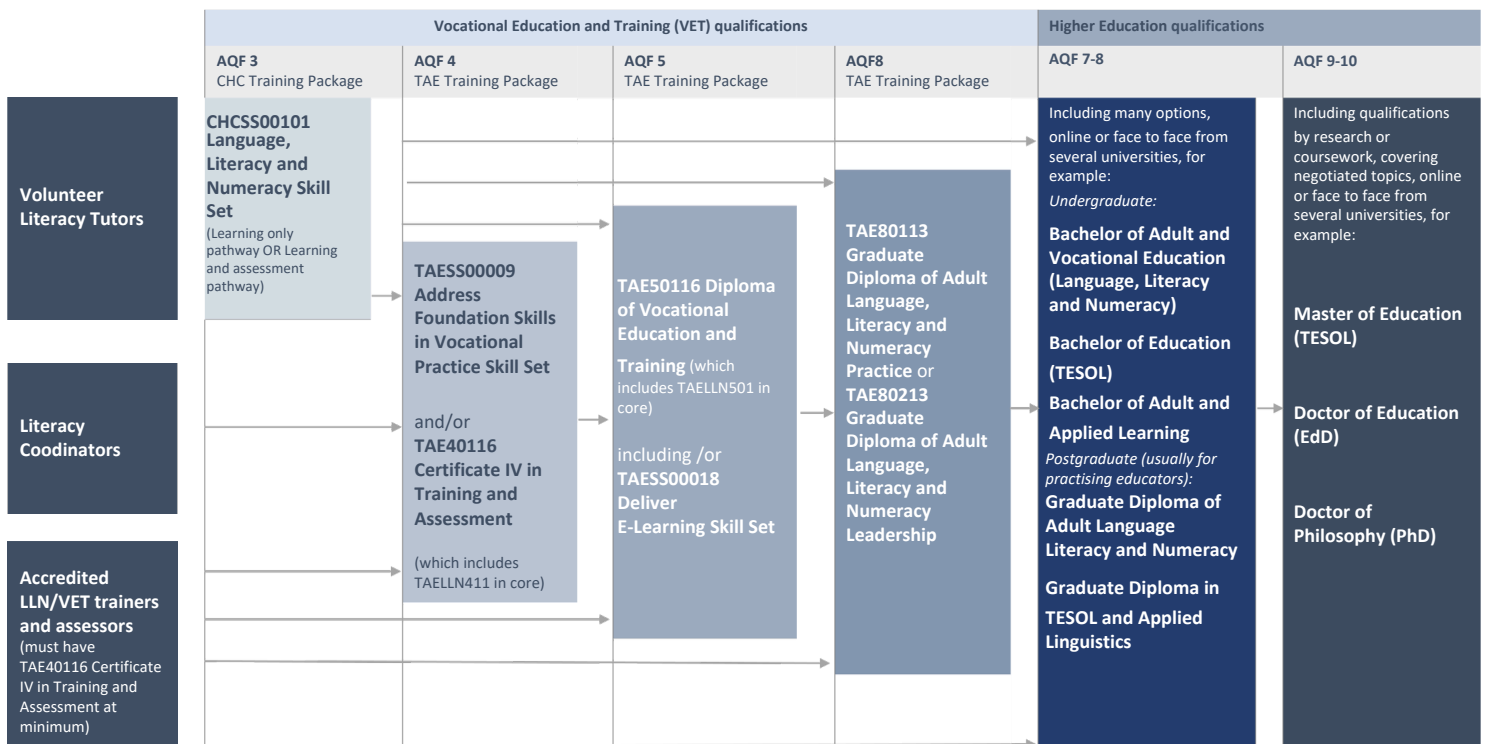 Vocational Education and Training (VET) qualifications
Higher Education qualifications
AQF 3
CHC Training Package
AQF 4
TAE Training Package
AQF 5
TAE Training Package
AQF8
TAE Training Package
AQF 7-8
AQF 9-10
Volunteer
Literacy Tutors
Literacy
Coodinators
Accredited
LLN/VET trainers
and assessors
(must have
TAE40116 Certificate
IV in Training and
Assessment at
minimum)
CHCSS00101
Language,
Literacy and
Numeracy Skill
Set
(Learning only
pathway OR Learning
and assessment
pathway)
TAESS00009
Address
Foundation Skills
in Vocational
Practice Skill Set
and/or
TAE40116
Certificate IV in
Training and
Assessment
(which includes
TAELLN411 in core)
TAE50116 Diploma
of Vocational
Education and
Training (which
includes TAELLN501 in
core)
including /or
TAESS00018
Deliver
E-Learning Skill Set
TAE80113
Graduate
Diploma of Adult
Language,
Literacy and
Numeracy
Practice or
TAE80213
Graduate
Diploma of Adult
Language,
Literacy and
Numeracy
Leadership
Including many options,
online or face to face from
several universities, for
example:
Undergraduate:
Bachelor of Adult and
Vocational Education
(Language, Literacy
and Numeracy)
Bachelor of Education
(TESOL)
Bachelor of Adult and
Applied Learning
Postgraduate (usually for
practising educators):
Graduate Diploma of
Adult Language
Literacy and Numeracy
Graduate Diploma in
TESOL and Applied
Linguistics
Including qualifications
by research or
coursework, covering
negotiated topics, online
or face to face from
several universities, for
example:
Master of Education
(TESOL)
Doctor of Education
(EdD)
Doctor of
Philosophy (PhD)